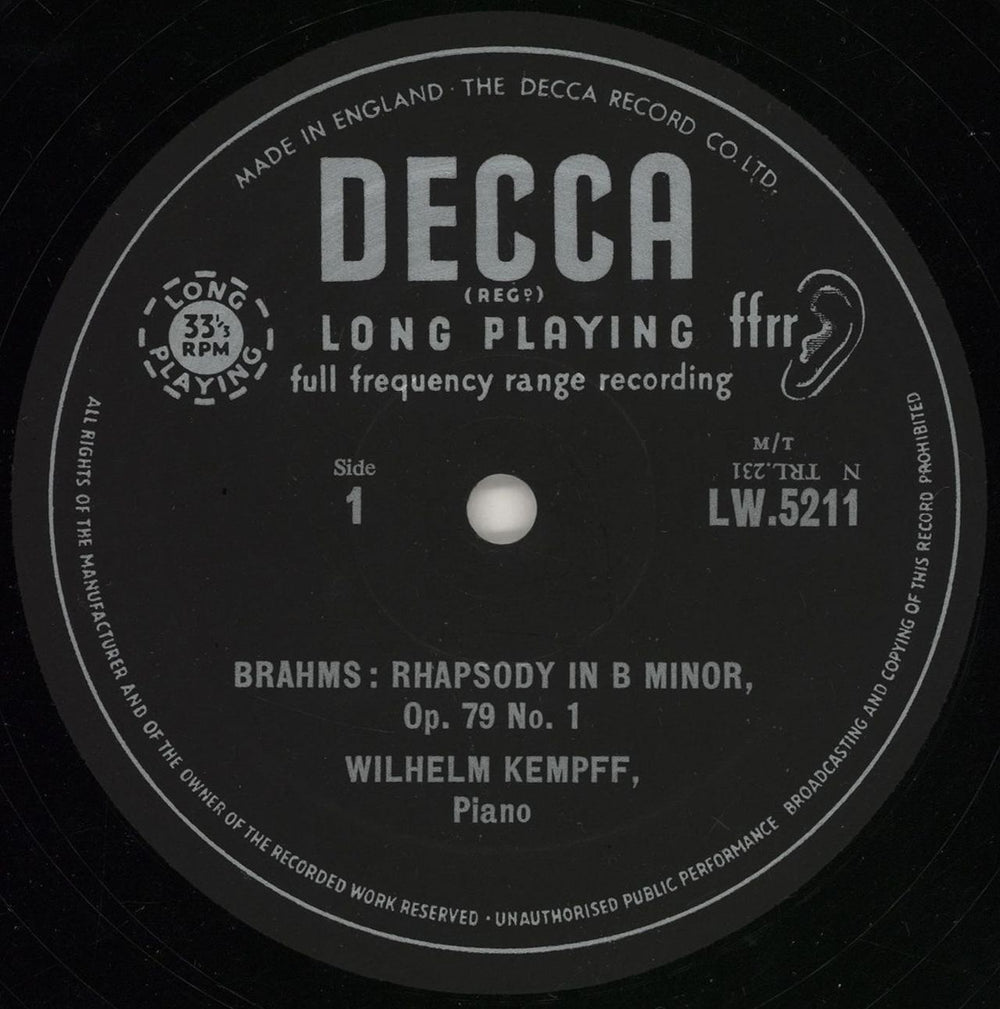 MADE IN ENGLAND · THE DECCA RECORD CO. LTD.
DECCA
(REGD)
LONG PLAYING
ffrr
full frequency range recording
LONG
33 1/3
RPM
PLAYING
M/T
N TRL.231
LW.5211
Side
1
BRAHMS : RHAPSODY IN B MINOR,
Op. 79 No. 1
WILHELM KEMPFF,
Piano
ALL RIGHTS OF THE MANUFACTURER AND OF THE OWNER OF THE RECORDED WORK RESERVED · UNAUTHORISED PUBLIC PERFORMANCE BROADCASTING AND COPYING OF THIS RECORD PROHIBITED